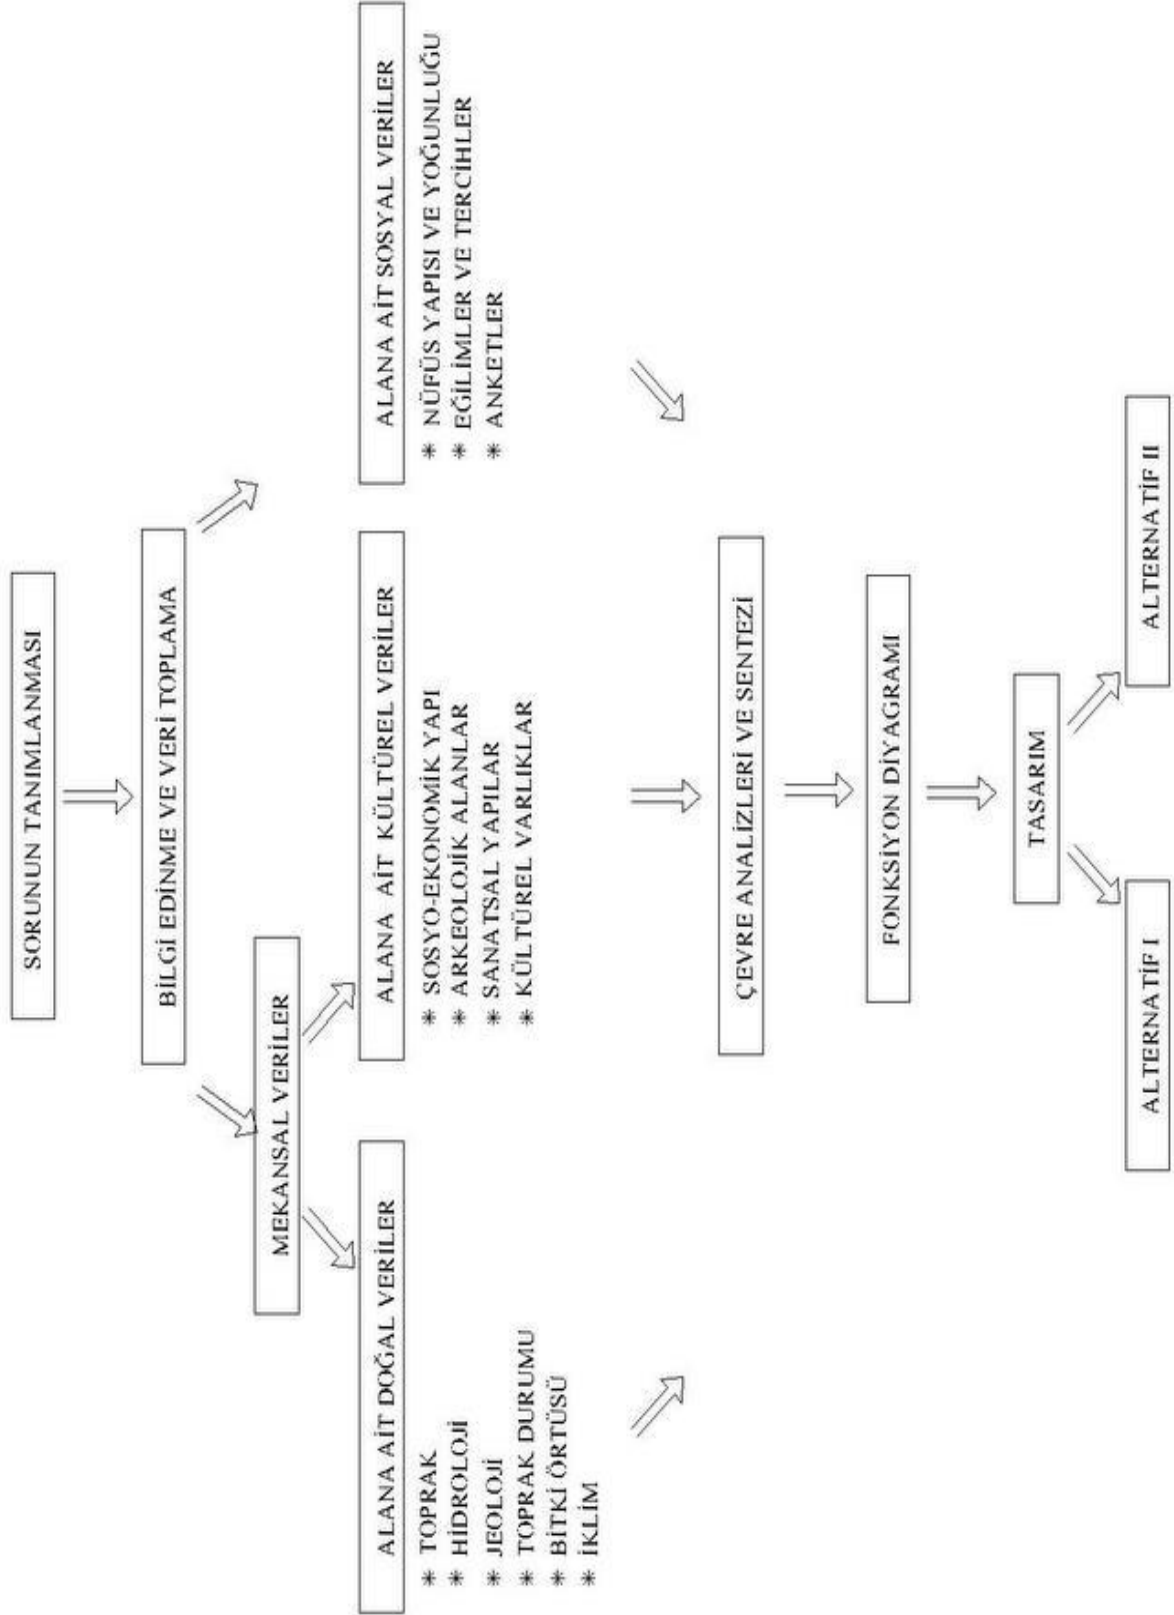 SORUNUN TANIMLANMASI
BİLGİ EDİNME VE VERİ TOPLAMA
MEKANSAL VERİLER
ALANA AİT DOĞAL VERİLER
* TOPRAK
* HİDROLOJİ
* JEOLOJİ
* TOPRAK DURUMU
* BİTKİ ÖRTÜSÜ
* İKLİM
ALANA AİT KÜLTÜREL VERİLER
* SOSYO-EKONOMİK YAPI
* ARKEOLOJİK ALANLAR
* SANATSAL YAPILAR
* KÜLTÜREL VARLIKLAR
ALANA AİT SOSYAL VERİLER
* NÜFÜS YAPISI VE YOĞUNLUĞU
* EĞİLİMLER VE TERCİHLER
* ANKETLER
ÇEVRE ANALİZLERİ VE SENTEZİ
FONKSİYON DİYAĞRAMI
TASARIM
ALTERNATİF I
ALTERNATİF II